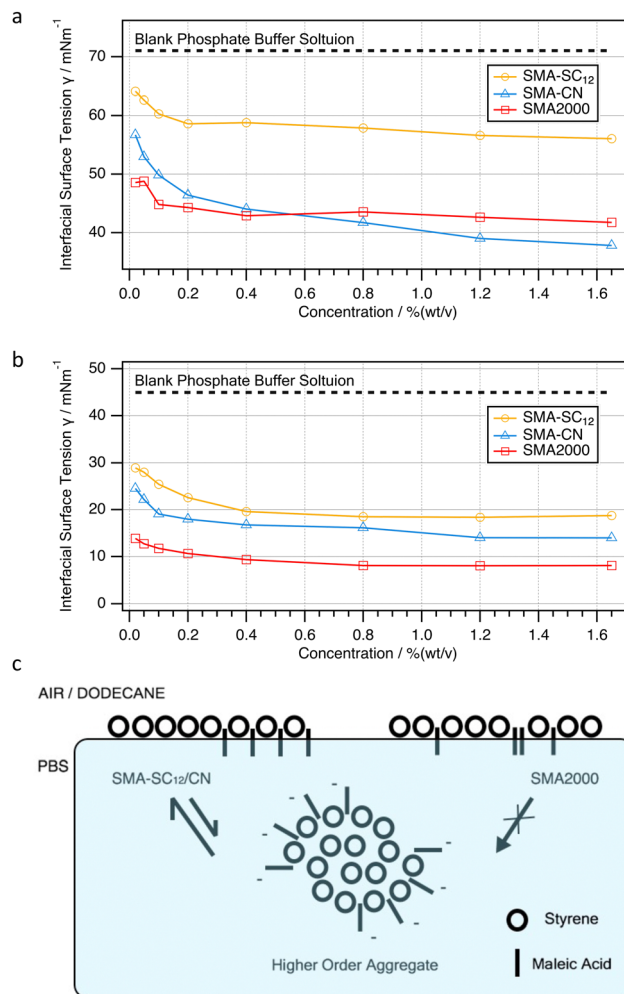 a
Blank Phosphate Buffer Soltuion
SMA-SC12
SMA-CN
SMA2000
Interfacial Surface Tension γ / mNm-1
70
60
50
40
0.0 0.2 0.4 0.6 0.8 1.0 1.2 1.4 1.6
Concentration / %(wt/v)
b
Blank Phosphate Buffer Soltuion
SMA-SC12
SMA-CN
SMA2000
Interfacial Surface Tension γ / mNm-1
50
40
30
20
10
0
0.0 0.2 0.4 0.6 0.8 1.0 1.2 1.4 1.6
Concentration / %(wt/v)
c
AIR / DODECANE
PBS
SMA-SC12/CN
SMA2000
- - - - - - - - -
Styrene
Maleic Acid
Higher Order Aggregate